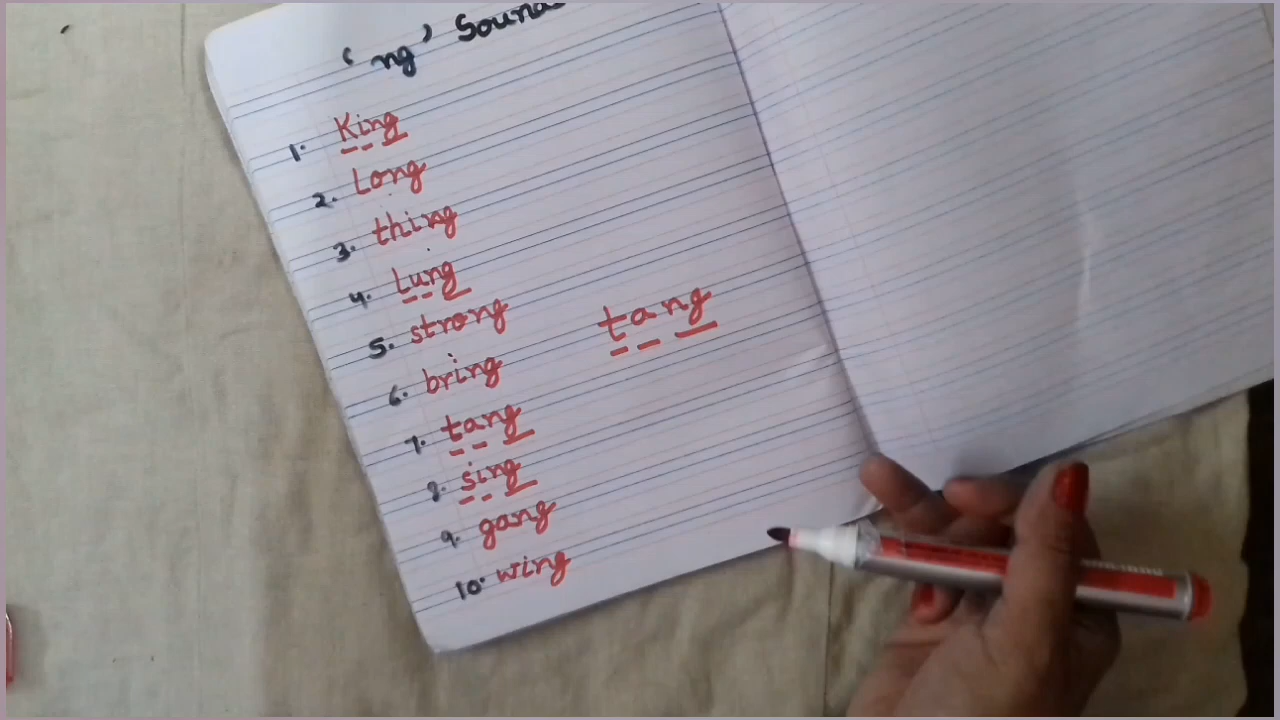 'ng' Sound
1. King
2. Long
3. thing
4. Lung
5. strong
6. bring
7. tang
8. sing
9. gang
10. wing
tang